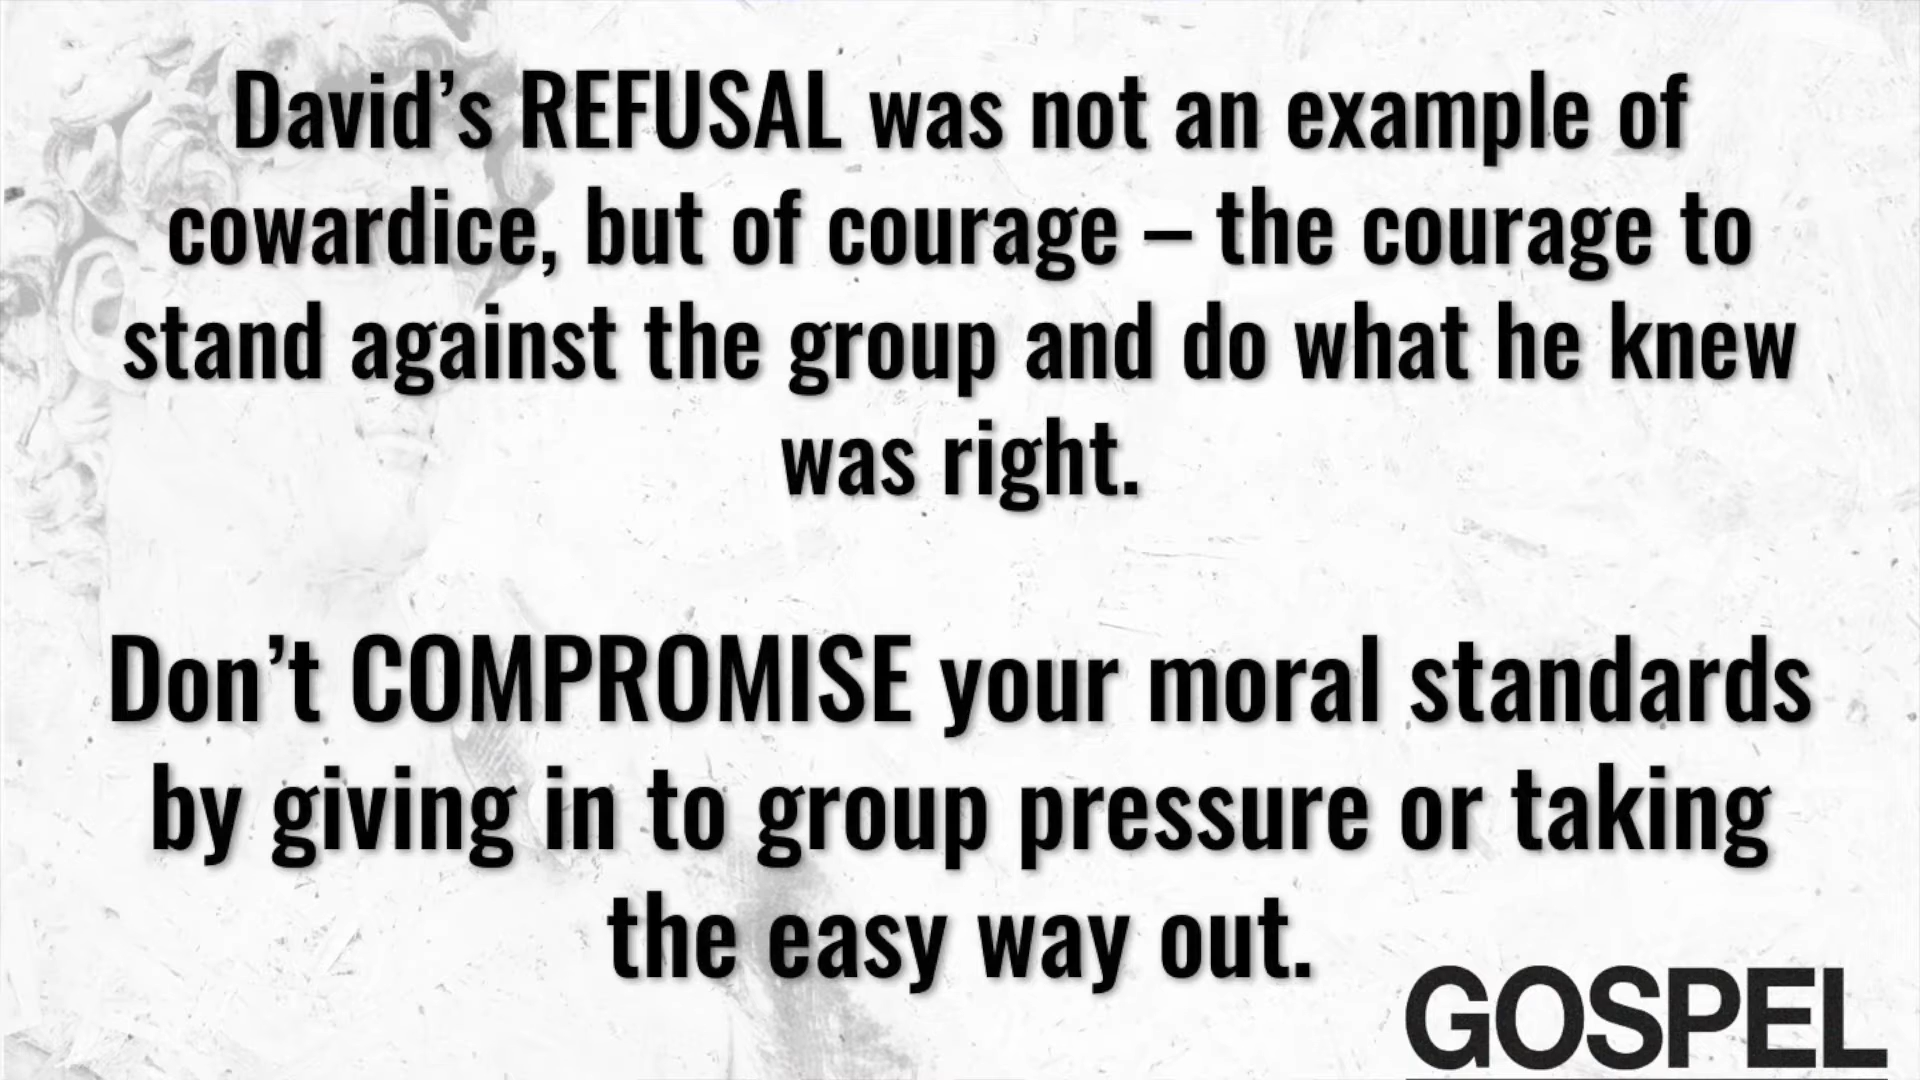 David’s REFUSAL was not an example of
cowardice, but of courage – the courage to
stand against the group and do what he knew
was right.
Don’t COMPROMISE your moral standards
by giving in to group pressure or taking
the easy way out.
GOSPEL